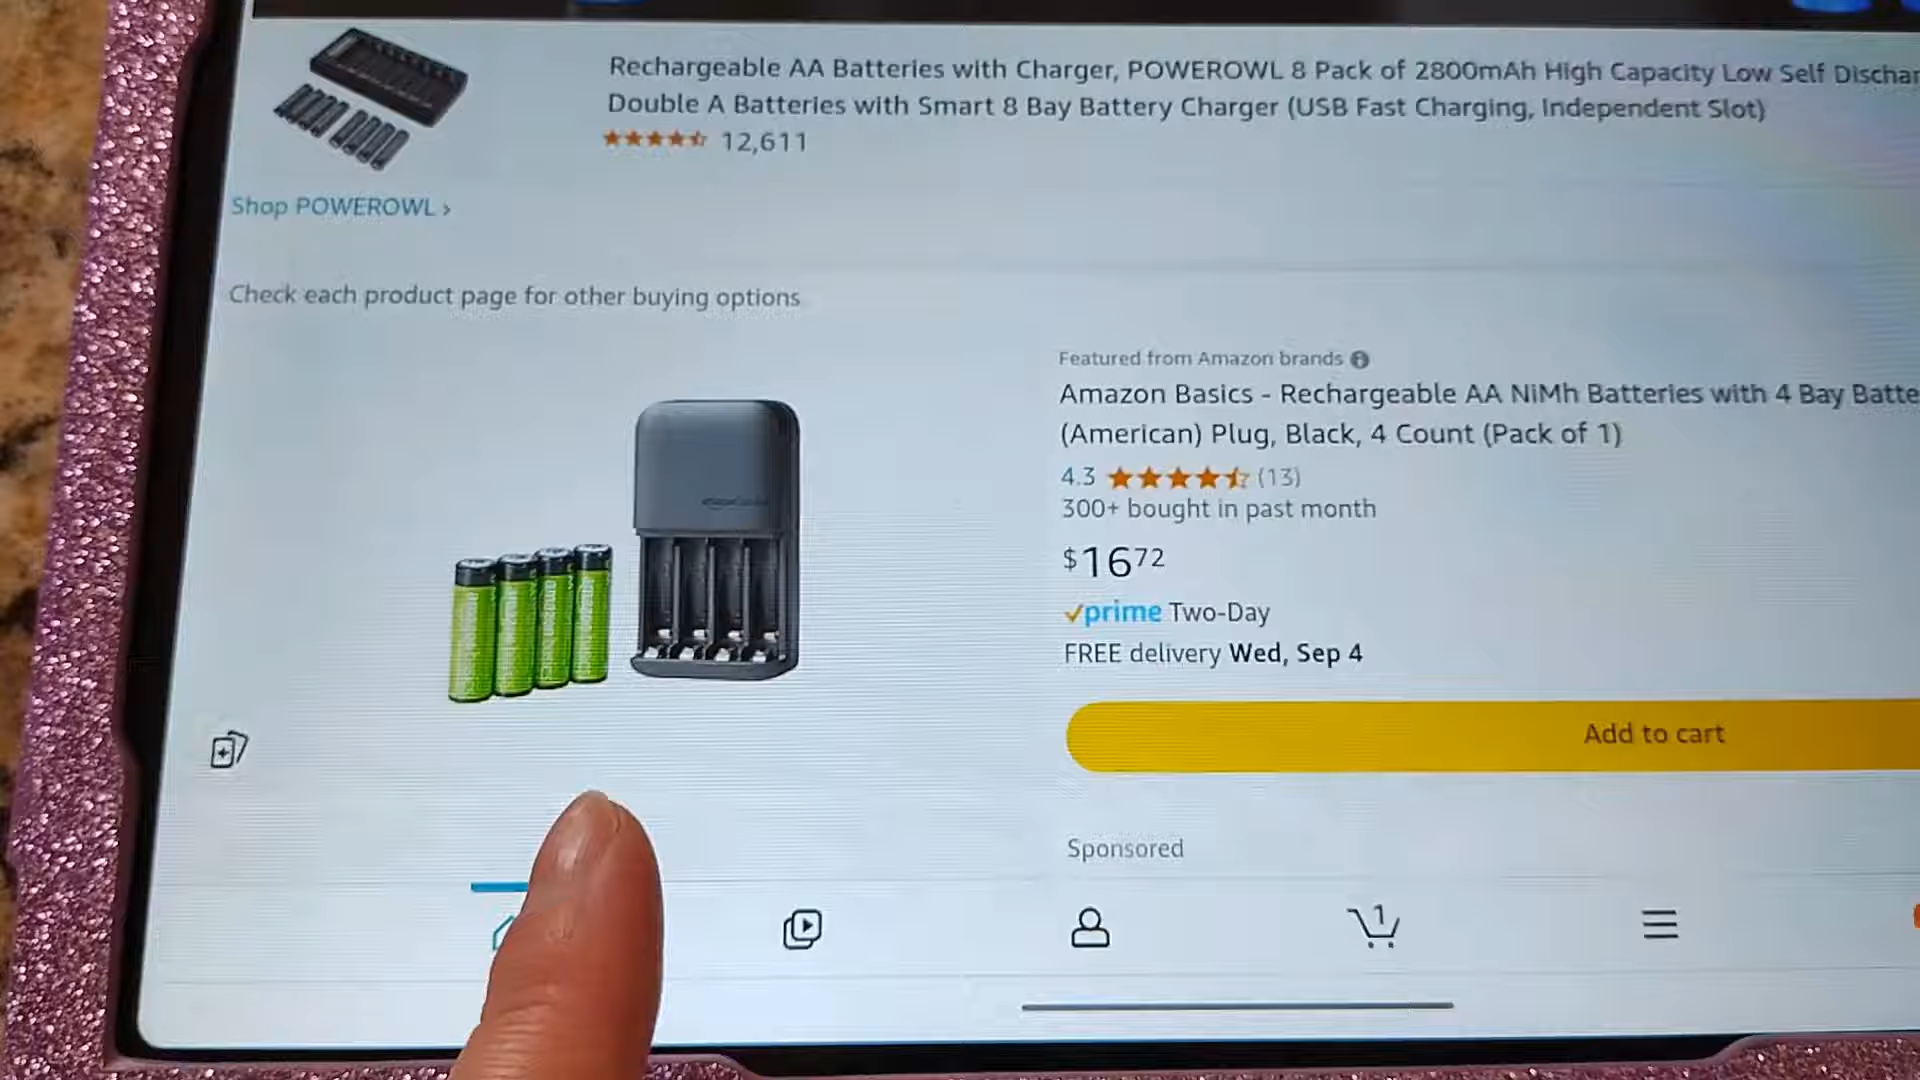 Rechargeable AA Batteries with Charger, POWEROWL 8 Pack of 2800mAh High Capacity Low Self Dischar
Double A Batteries with Smart 8 Bay Battery Charger (USB Fast Charging, Independent Slot)
12,611
Shop POWEROWL >
Check each product page for other buying options
Featured from Amazon brands
Amazon Basics - Rechargeable AA NiMh Batteries with 4 Bay Batte
(American) Plug, Black, 4 Count (Pack of 1)
4.3 (13)
300+ bought in past month
$16.72
prime Two-Day
FREE delivery Wed, Sep 4
Add to cart
Sponsored
1